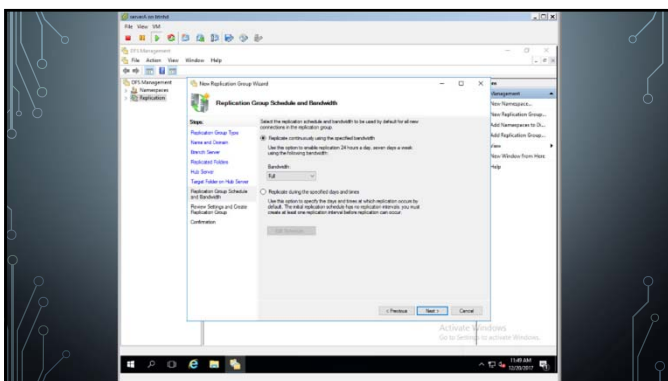 serverA on bhxhd
File View VM
DFS Management
File Action View Window Help
DFS Management
Namespaces
Replication
New Replication Group Wizard
Replication Group Schedule and Bandwidth
Steps:
Replication Group Type
Name and Domain
Branch Server
Replicated Folders
Hub Server
Target Folder on Hub Server
Replication Group Schedule
and Bandwidth
Review Settings and Create
Replication Group
Confirmation
Select the replication schedule and bandwidth to be used by default for all new
connections in the replication group.
Replicate continuously using the specified bandwidth
Use this option to enable replication 24 hours a day, seven days a week
using the following bandwidth:
Bandwidth:
Full
Replicate during the specified days and times
Use this option to specify the days and times at which replication occurs by
default. The initial replication schedule has no replication intervals; you must
create at least one replication interval before replication can occur.
Edit Schedule...
< Previous
Next >
Cancel
Management
New Namespace...
New Replication Group...
Add Namespaces to Di...
Add Replication Group...
View
New Window from Here
Help
Activate Windows
Go to Settings to activate Windows.
11:49 AM
12/20/2017